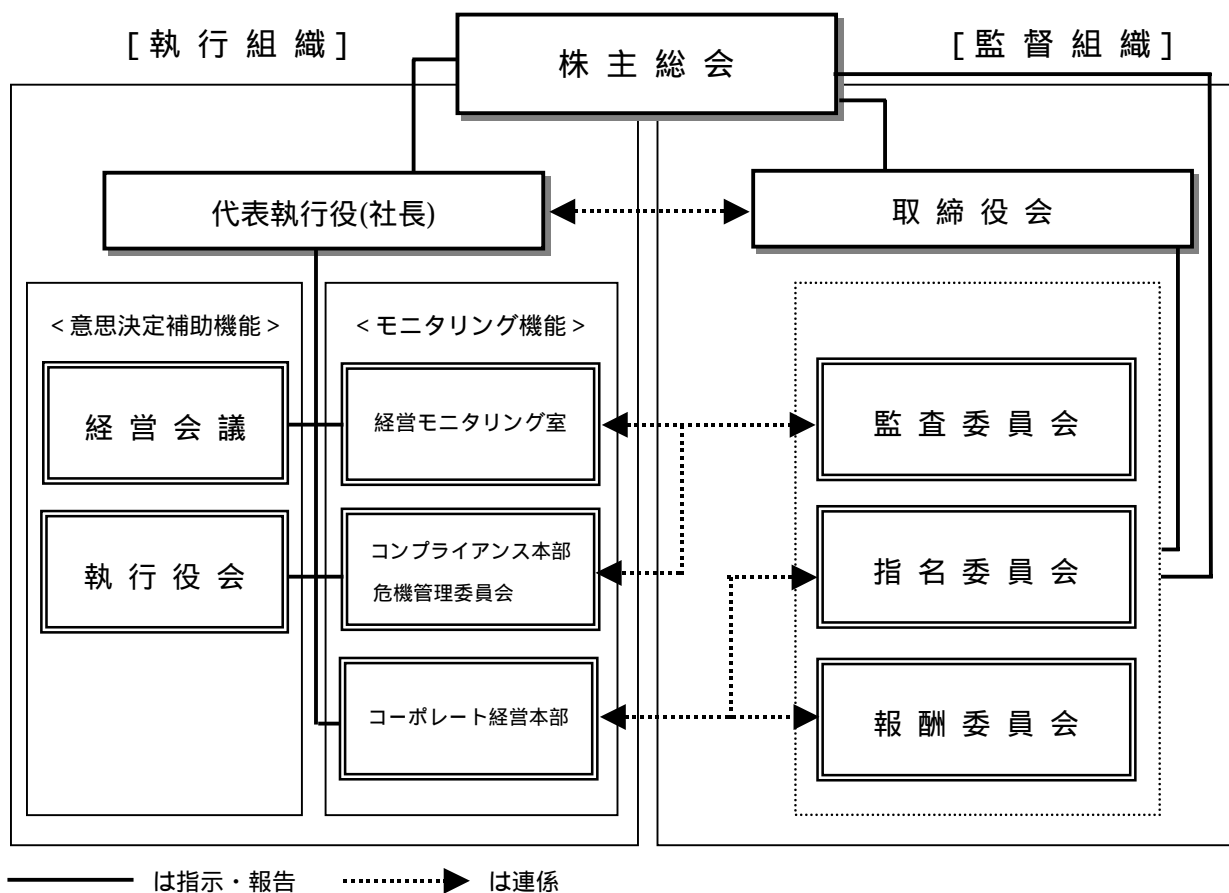 [ 執 行 組 織 ]
株 主 総 会
[ 監 督 組 織 ]
代表執行役(社長)
取 締 役 会
< 意思決定補助機能 >
< モニタリング機能 >
経 営 会 議
経営モニタリング室
監 査 委 員 会
執 行 役 会
コンプライアンス本部
危機管理委員会
指 名 委 員 会
コーポレート経営本部
報 酬 委 員 会
は指示・報告
は連係